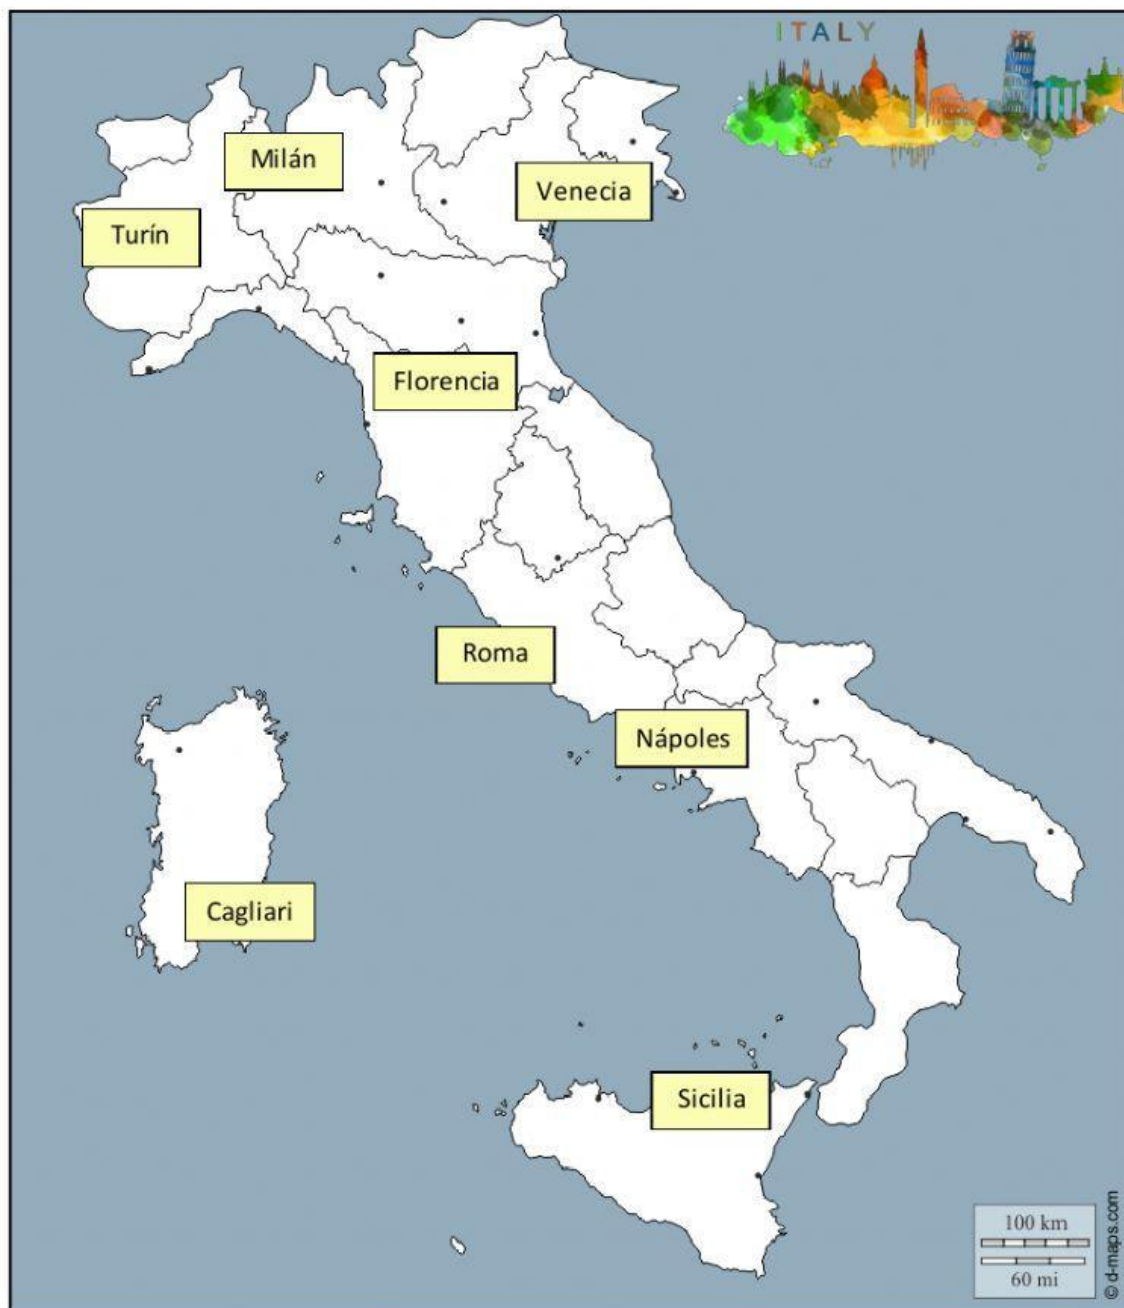 ITALY
Milán
Venecia
Turín
Florencia
Roma
Nápoles
Cagliari
Sicilia
100 km
60 mi
© d-maps.com